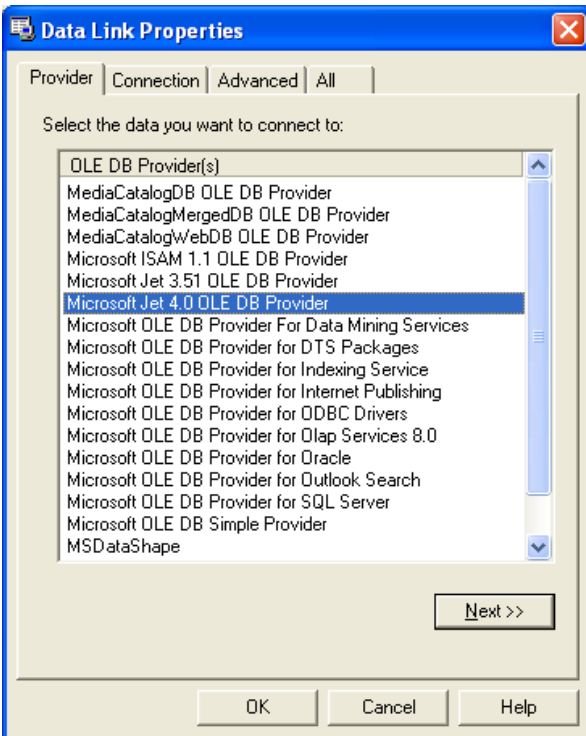 Data Link Properties
Provider Connection Advanced All
Select the data you want to connect to:
OLE DB Provider(s)
MediaCatalogDB OLE DB Provider
MediaCatalogMergedDB OLE DB Provider
MediaCatalogWebDB OLE DB Provider
Microsoft ISAM 1.1 OLE DB Provider
Microsoft Jet 3.51 OLE DB Provider
Microsoft Jet 4.0 OLE DB Provider
Microsoft OLE DB Provider For Data Mining Services
Microsoft OLE DB Provider for DTS Packages
Microsoft OLE DB Provider for Indexing Service
Microsoft OLE DB Provider for Internet Publishing
Microsoft OLE DB Provider for ODBC Drivers
Microsoft OLE DB Provider for Olap Services 8.0
Microsoft OLE DB Provider for Oracle
Microsoft OLE DB Provider for Outlook Search
Microsoft OLE DB Provider for SQL Server
Microsoft OLE DB Simple Provider
MSDataShape
Next >>
OK Cancel Help